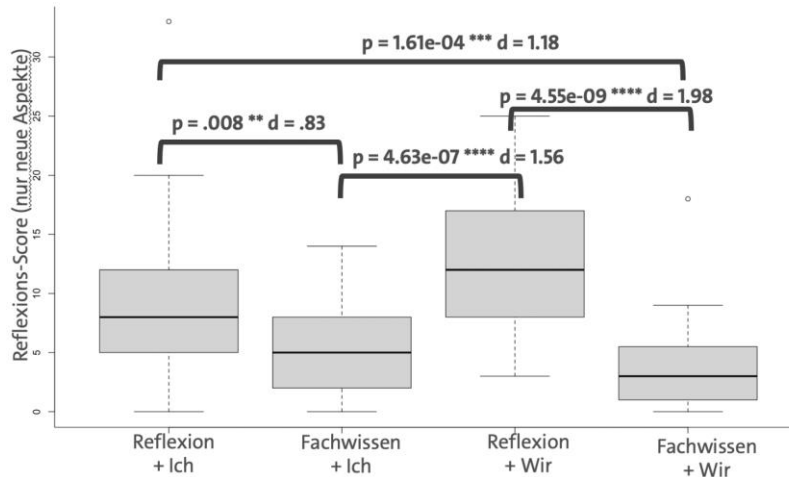 p = 1.61e-04 *** d = 1.18
p = 4.55e-09 **** d = 1.98
p = .008 ** d = .83
p = 4.63e-07 **** d = 1.56
Reflexions-Score (nur neue Aspekte)
30
25
20
15
10
5
0
Reflexion
+ Ich
Fachwissen
+ Ich
Reflexion
+ Wir
Fachwissen
+ Wir